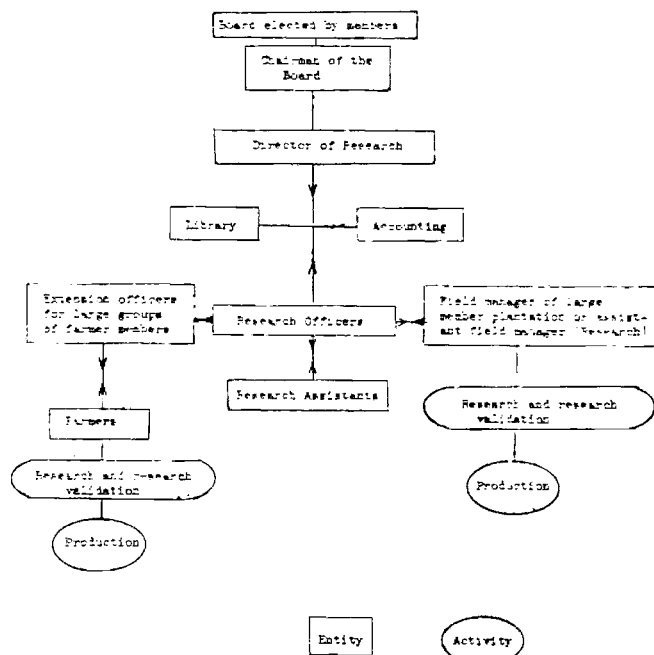 Board elected by members
Chairman of the
Board
Director of Research
Library
Accounting
Extension officers
for large groups
of farmer members
Research Officers
Field manager of large
member plantation or assist-
ant field manager (Research)
Research Assistants
Farmers
Research and research
validation
Production
Research and research
validation
Production
Entity
Activity